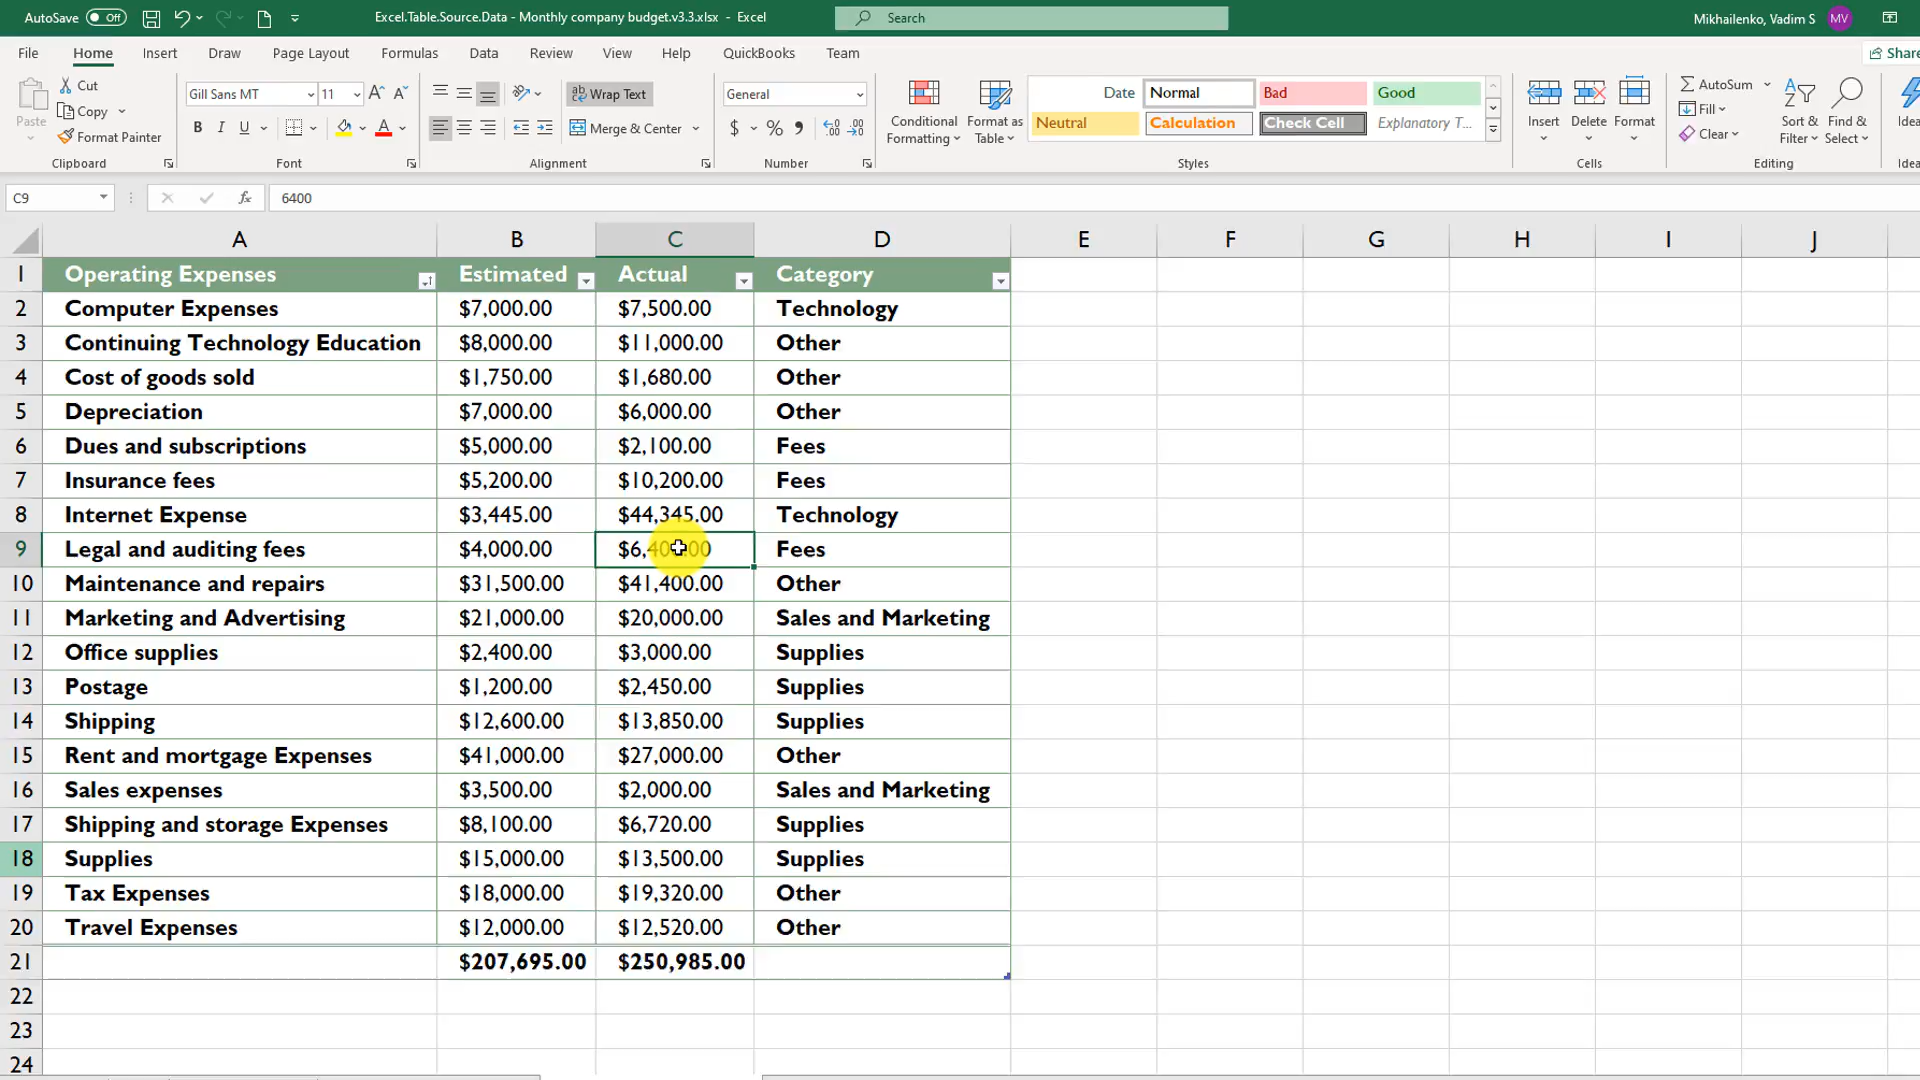 AutoSave Off Excel.Table.Source.Data - Monthly company budget.v3.3.xlsx - Excel Search Mikhailenko, Vadim S MV
File Home Insert Draw Page Layout Formulas Data Review View Help QuickBooks Team Share
Paste Cut Copy Format Painter Clipboard
Gill Sans MT 11 B I U A Font
ab Wrap Text Merge & Center Alignment
General $ % Number
Conditional Formatting Format as Table
Date Normal Bad Good
Neutral Calculation Check Cell Explanatory T...
Styles
Insert Delete Format Cells
AutoSum Fill Clear Sort & Filter Find & Select Editing
C9 fx 6400
A B C D E F G H I J
1 Operating Expenses Estimated Actual Category
2 Computer Expenses $7,000.00 $7,500.00 Technology
3 Continuing Technology Education $8,000.00 $11,000.00 Other
4 Cost of goods sold $1,750.00 $1,680.00 Other
5 Depreciation $7,000.00 $6,000.00 Other
6 Dues and subscriptions $5,000.00 $2,100.00 Fees
7 Insurance fees $5,200.00 $10,200.00 Fees
8 Internet Expense $3,445.00 $44,345.00 Technology
9 Legal and auditing fees $4,000.00 $6,400.00 Fees
10 Maintenance and repairs $31,500.00 $41,400.00 Other
11 Marketing and Advertising $21,000.00 $20,000.00 Sales and Marketing
12 Office supplies $2,400.00 $3,000.00 Supplies
13 Postage $1,200.00 $2,450.00 Supplies
14 Shipping $12,600.00 $13,850.00 Supplies
15 Rent and mortgage Expenses $41,000.00 $27,000.00 Other
16 Sales expenses $3,500.00 $2,000.00 Sales and Marketing
17 Shipping and storage Expenses $8,100.00 $6,720.00 Supplies
18 Supplies $15,000.00 $13,500.00 Supplies
19 Tax Expenses $18,000.00 $19,320.00 Other
20 Travel Expenses $12,000.00 $12,520.00 Other
21 $207,695.00 $250,985.00
22
23
24